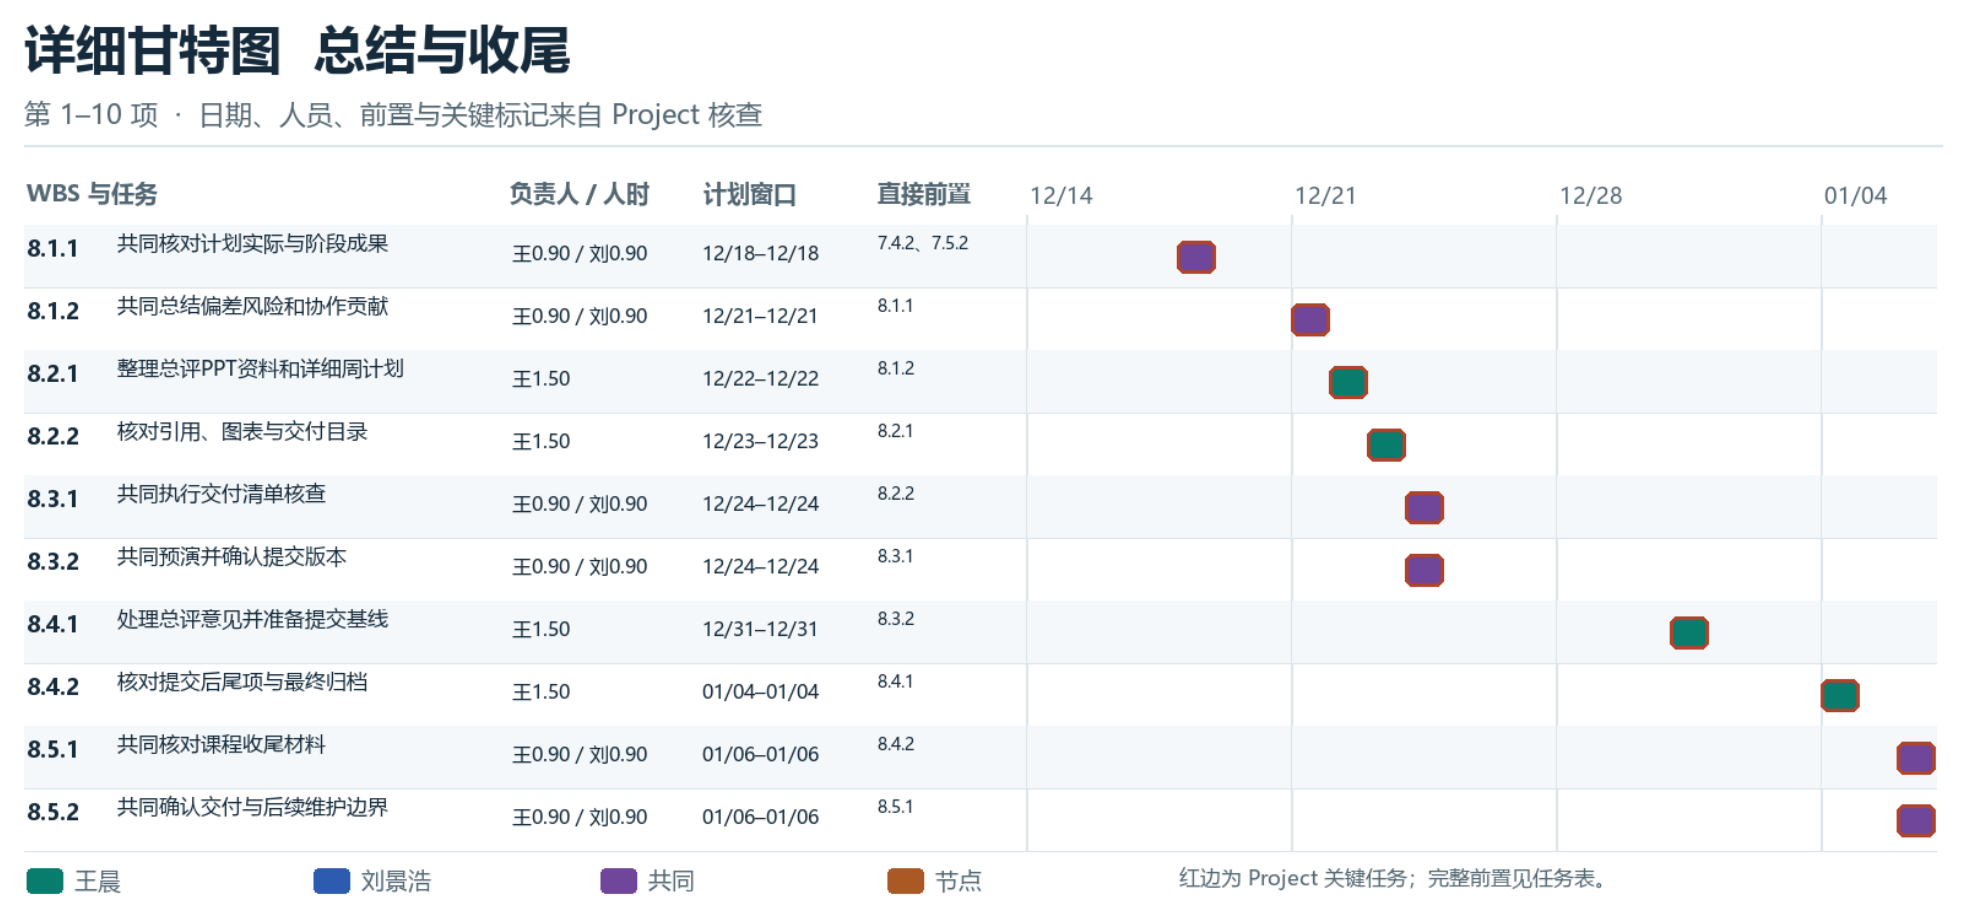 详细甘特图 总结与收尾
第 1–10 项 · 日期、人员、前置与关键标记来自 Project 核查
WBS 与任务 负责人 / 人时 计划窗口 直接前置 12/14 12/21 12/28 01/04
8.1.1 共同核对计划实际与阶段成果 王0.90 / 刘0.90 12/18–12/18 7.4.2、7.5.2
8.1.2 共同总结偏差风险和协作贡献 王0.90 / 刘0.90 12/21–12/21 8.1.1
8.2.1 整理总评PPT资料和详细周计划 王1.50 12/22–12/22 8.1.2
8.2.2 核对引用、图表与交付目录 王1.50 12/23–12/23 8.2.1
8.3.1 共同执行交付清单核查 王0.90 / 刘0.90 12/24–12/24 8.2.2
8.3.2 共同预演并确认提交版本 王0.90 / 刘0.90 12/24–12/24 8.3.1
8.4.1 处理总评意见并准备提交基线 王1.50 12/31–12/31 8.3.2
8.4.2 核对提交后尾项与最终归档 王1.50 01/04–01/04 8.4.1
8.5.1 共同核对课程收尾材料 王0.90 / 刘0.90 01/06–01/06 8.4.2
8.5.2 共同确认交付与后续维护边界 王0.90 / 刘0.90 01/06–01/06 8.5.1
王晨 刘景浩 共同 节点 红边为 Project 关键任务；完整前置见任务表。